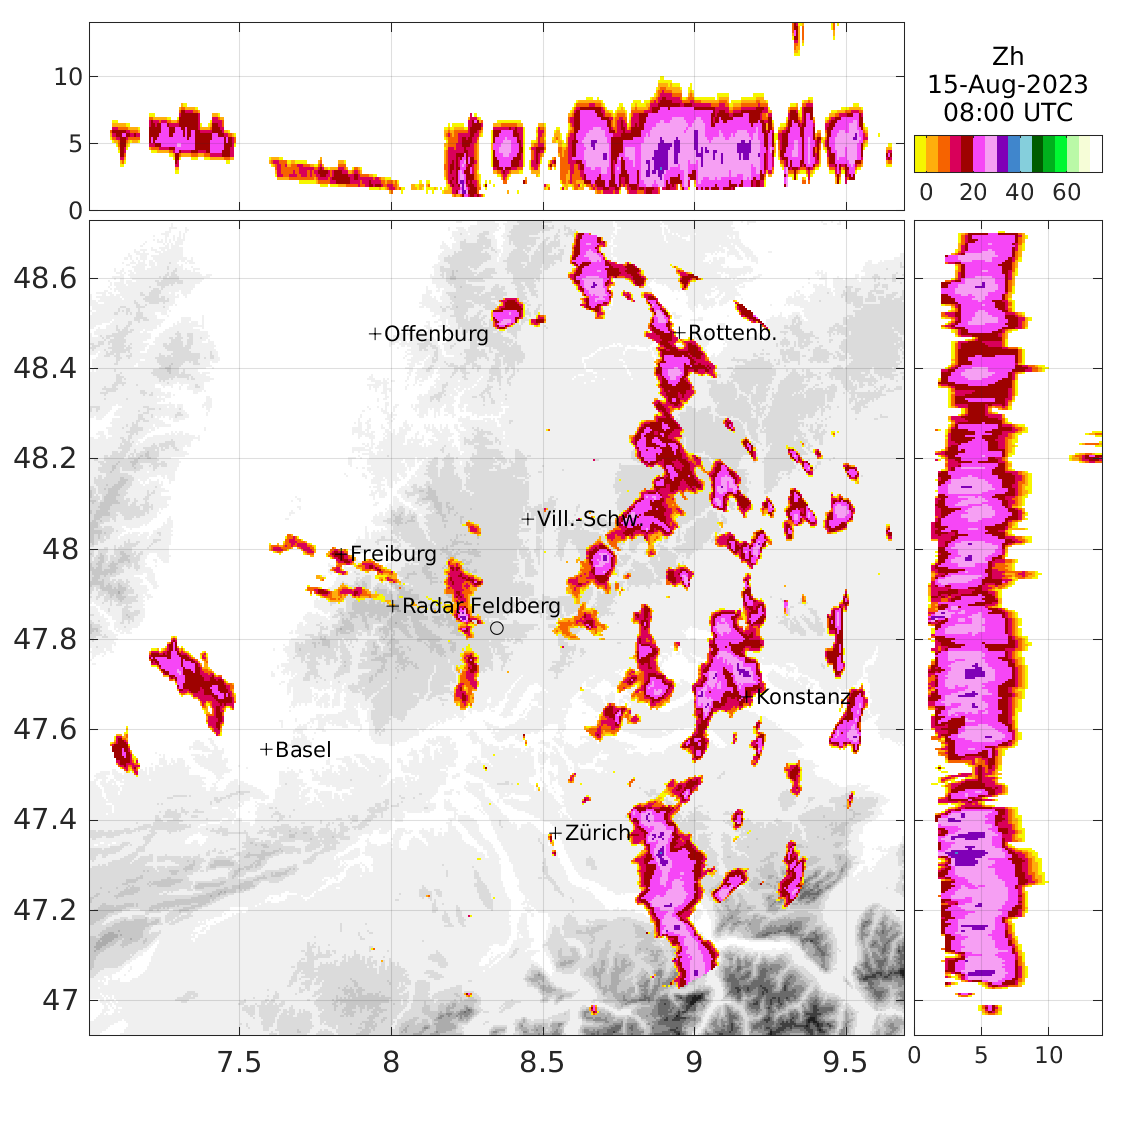 10
5
0
Zh
15-Aug-2023
08:00 UTC
0 20 40 60
48.6
48.4
48.2
48
47.8
47.6
47.4
47.2
47
Offenburg
Rottenb.
Vill.-Schw.
Freiburg
Radar Feldberg
Konstanz
Basel
Zürich
7.5 8 8.5 9 9.5
0 5 10